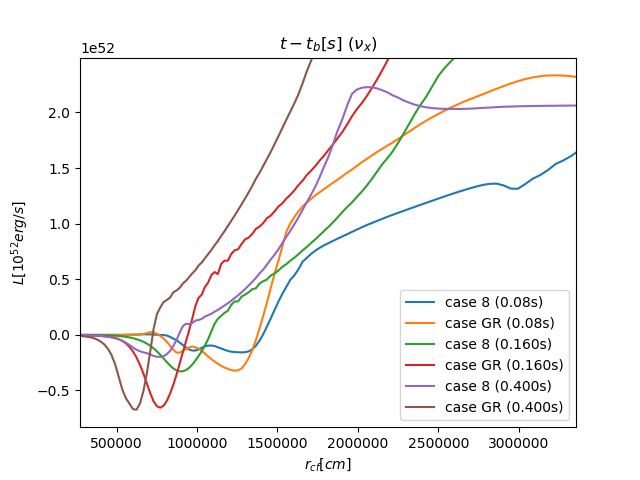 t − t_b[s] (ν_x)
1e52
2.0
1.5
1.0
0.5
0.0
−0.5
L[10^52 erg/s]
500000 1000000 1500000 2000000 2500000 3000000
r_cf[cm]
case 8 (0.08s)
case GR (0.08s)
case 8 (0.160s)
case GR (0.160s)
case 8 (0.400s)
case GR (0.400s)